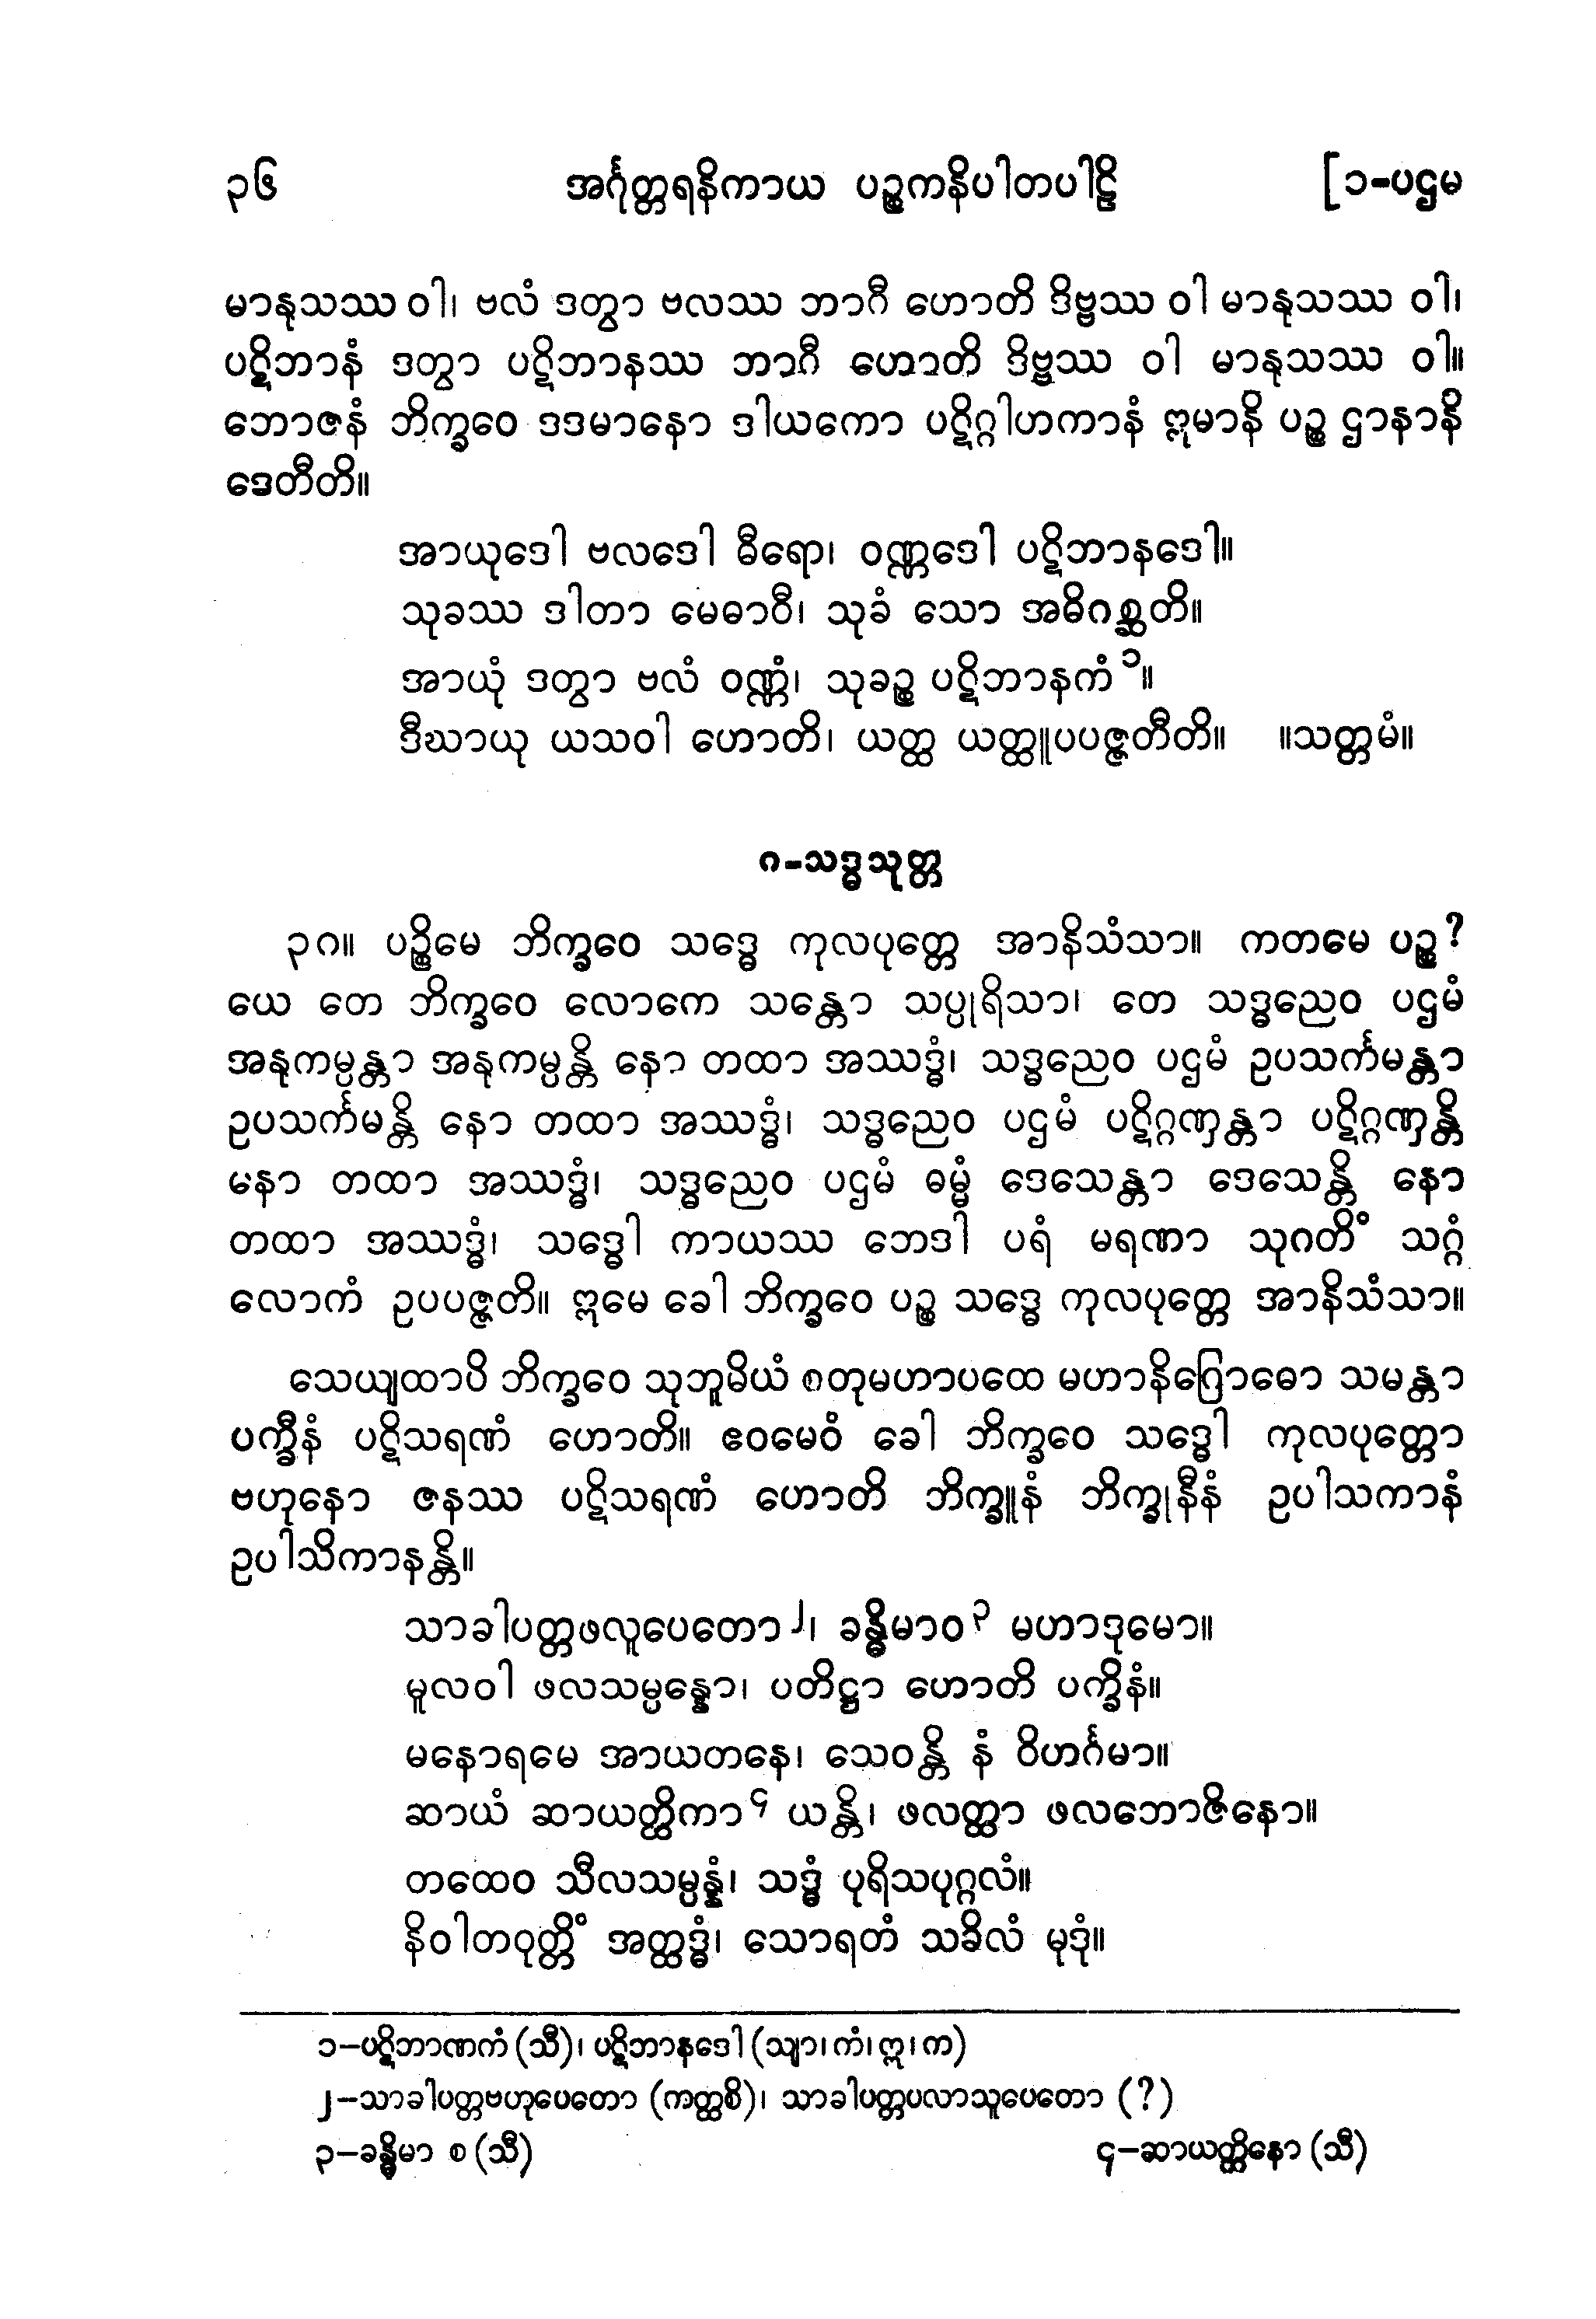 ၃၆ အင်္ဂုတ္တရနိကာယ ပဉ္စကနိပါတပါဠိ [၁-ပဌမ
မာနုသဿ ဝါ၊ ဗလံ ဒတွာ ဗလဿ ဘာဂီ ဟောတိ ဒိဗ္ဗဿ ဝါ မာနုသဿ ဝါ၊
ပဋိဘာနံ ဒတွာ ပဋိဘာနဿ ဘာဂီ ဟောတိ ဒိဗ္ဗဿ ဝါ မာနုသဿ ဝါ။
ဘောဇနံ ဘိက္ခဝေ ဒဒမာနော ဒါယကော ပဋိဂ္ဂါဟကာနံ ဣမာနိ ပဉ္စ ဌာနာနိ
ဒေတီတိ။
အာယုဒေါ ဗလဒေါ ဓီရော၊ ဝဏ္ဏဒေါ ပဋိဘာနဒေါ။
သုခဿ ဒါတာ မေဓာဝီ၊ သုခံ သော အဓိဂစ္ဆတိ။
အာယုံ ဒတွာ ဗလံ ဝဏ္ဏံ၊ သုခဉ္စ ပဋိဘာနကံ ၁။
ဒီဃာယု ယသဝါ ဟောတိ၊ ယတ္ထ ယတ္ထူပပဇ္ဇတီတိ။ ။သတ္တမံ။
၈-သဒ္ဓသုတ္တ
၃၈။ ပဉ္စိမေ ဘိက္ခဝေ သဒ္ဓေ ကုလပုတ္တေ အာနိသံသာ။ ကတမေ ပဉ္စ?
ယေ တေ ဘိက္ခဝေ လောကေ သန္တော သပ္ပုရိသာ၊ တေ သဒ္ဓညေဝ ပဌမံ
အနုကမ္ပန္တာ အနုကမ္ပန္တိ နော တထာ အဿဒ္ဓံ၊ သဒ္ဓညေဝ ပဌမံ ဥပသင်္ကမန္တာ
ဥပသင်္ကမန္တိ နော တထာ အဿဒ္ဓံ၊ သဒ္ဓညေဝ ပဌမံ ပဋိဂ္ဂဏှန္တာ ပဋိဂ္ဂဏှန္တိ
နော တထာ အဿဒ္ဓံ၊ သဒ္ဓညေဝ ပဌမံ ဓမ္မံ ဒေသေန္တာ ဒေသေန္တိ နော
တထာ အဿဒ္ဓံ၊ သဒ္ဓေါ ကာယဿ ဘေဒါ ပရံ မရဏာ သုဂတိံ သဂ္ဂံ
လောကံ ဥပပဇ္ဇတိ။ ဣမေ ခေါ ဘိက္ခဝေ ပဉ္စ သဒ္ဓေ ကုလပုတ္တေ အာနိသံသာ။
သေယျထာပိ ဘိက္ခဝေ သုဘူမိယံ စတုမဟာပထေ မဟာနိဂြောဓော သမန္တာ
ပက္ခီနံ ပဋိသရဏံ ဟောတိ။ ဧဝမေဝံ ခေါ ဘိက္ခဝေ သဒ္ဓေါ ကုလပုတ္တော
ဗဟုနော ဇနဿ ပဋိသရဏံ ဟောတိ ဘိက္ခူနံ ဘိက္ခုနီနံ ဥပါသကာနံ
ဥပါသိကာနန္တိ။
သာခါပတ္တဖလူပေတော ၂၊ ခန္ဓိမာဝ ၃ မဟာဒုမော။
မူလဝါ ဖလသမ္ပန္နော၊ ပတိဋ္ဌာ ဟောတိ ပက္ခိနံ။
မနောရမေ အာယတနေ၊ သေဝန္တိ နံ ဝိဟင်္ဂမာ။
ဆာယံ ဆာယတ္ထိကာ ၄ ယန္တိ၊ ဖလတ္ထာ ဖလဘောဇိနော။
တထေဝ သီလသမ္ပန္နံ၊ သဒ္ဓံ ပုရိသပုဂ္ဂလံ။
နိဝါတဝုတ္တိံ အတ္ထဒ္ဓံ၊ သောရတံ သခိလံ မုဒုံ။
၁–ပဋိဘာဏကံ (သီ)၊ ပဋိဘာနဒေါ (သျာ၊ ကံ၊ ဣ၊ က)
၂–သာခါပတ္တဗဟုပေတော (ကတ္ထစိ)၊ သာခါပတ္တပလာသူပေတော (?)
၃–ခန္ဓိမာ စ (သီ) ၄–ဆာယတ္ထိနော (သီ)